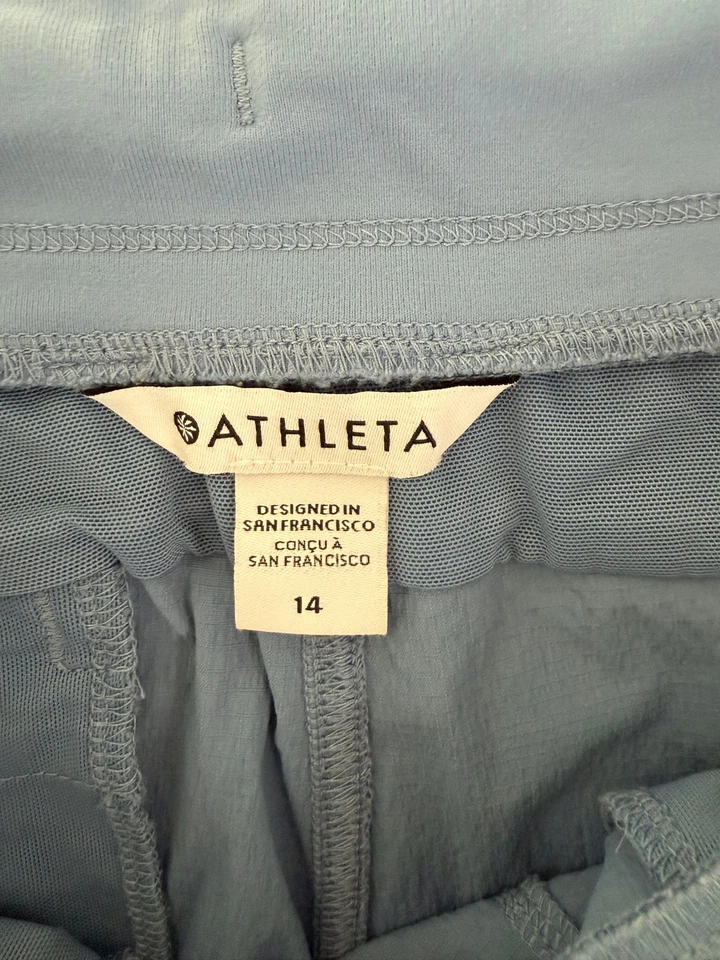 ATHLETA
DESIGNED IN
SAN FRANCISCO
CONÇU À
SAN FRANCISCO
14